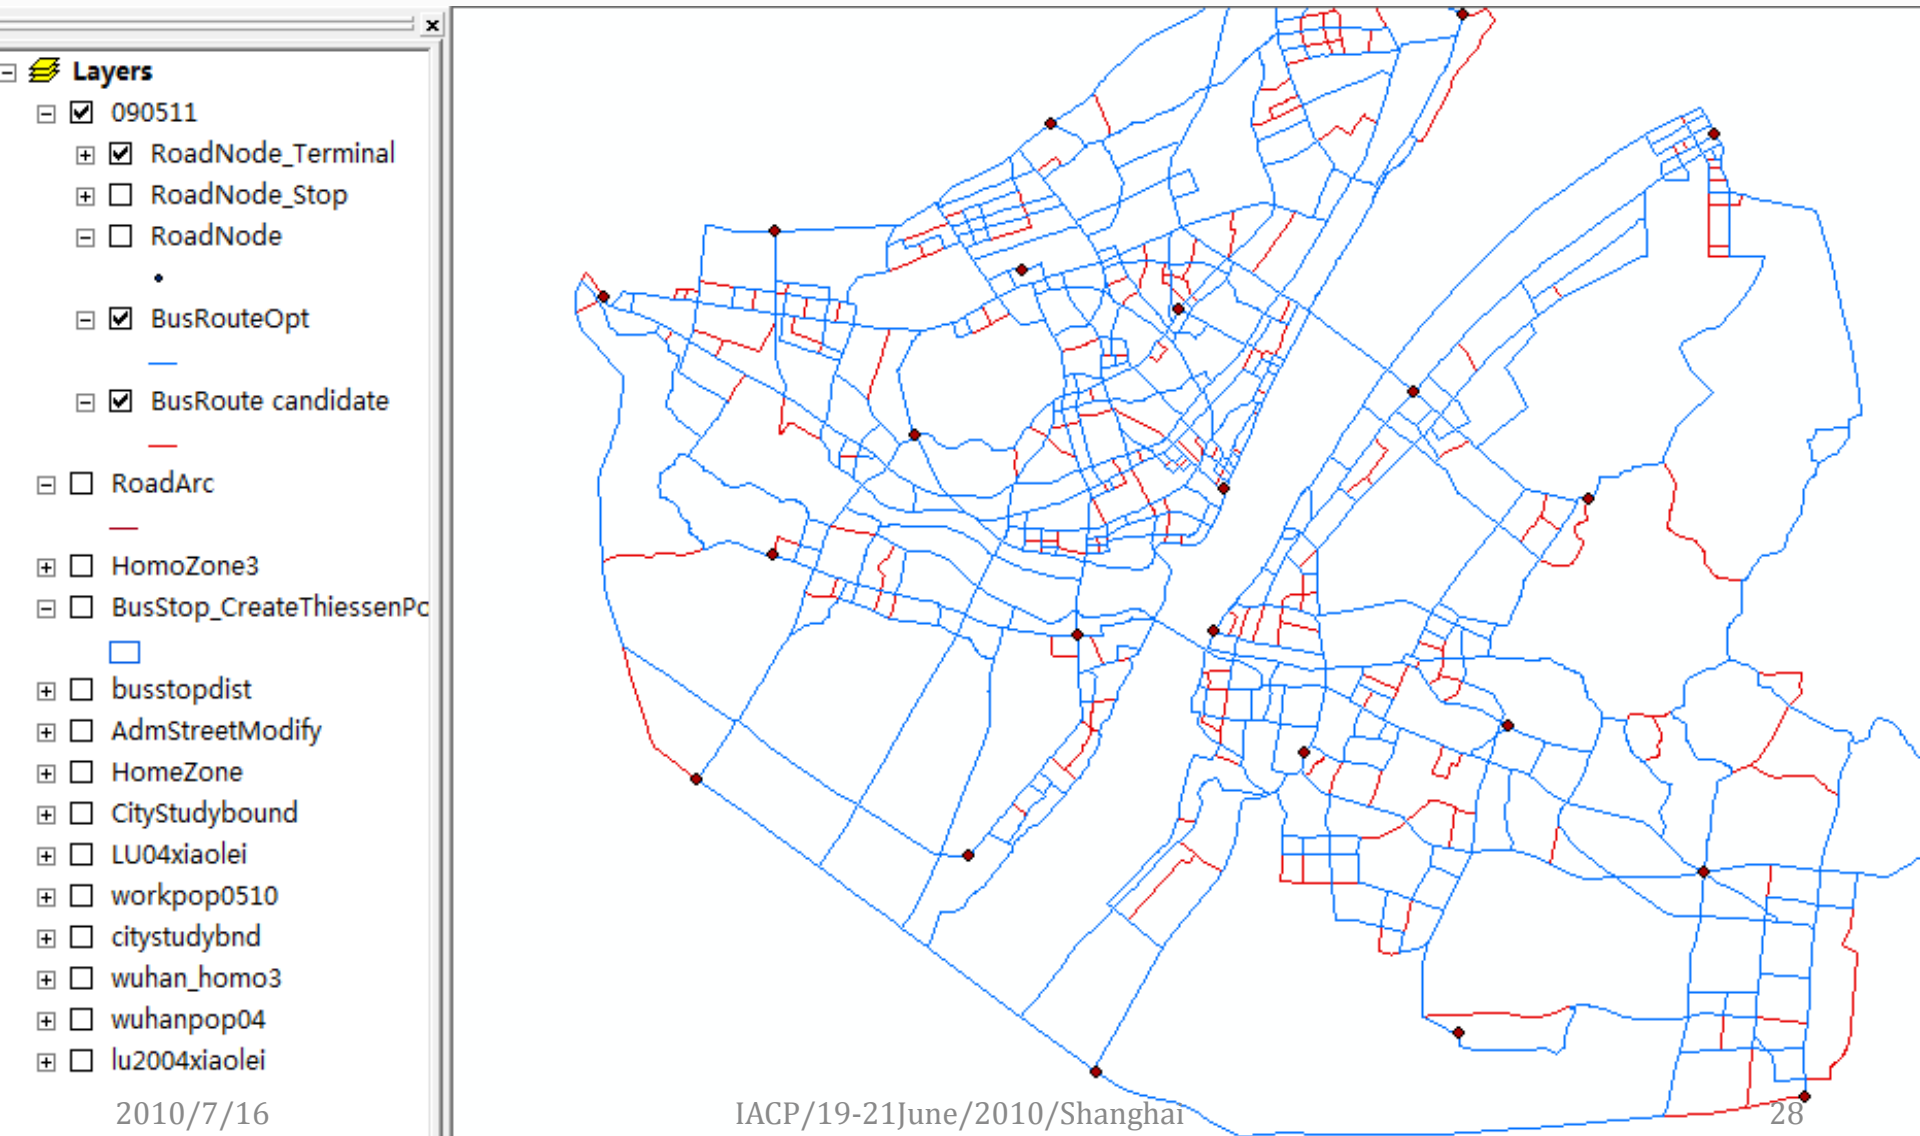 Layers
090511
RoadNode_Terminal
RoadNode_Stop
RoadNode
BusRouteOpt
BusRoute candidate
RoadArc
HomoZone3
BusStop_CreateThiessenPo
busstopdist
AdmStreetModify
HomeZone
CityStudybound
LU04xiaolei
workpop0510
citystudybnd
wuhan_homo3
wuhanpop04
lu2004xiaolei
2010/7/16
IACP/19-21June/2010/Shanghai
28